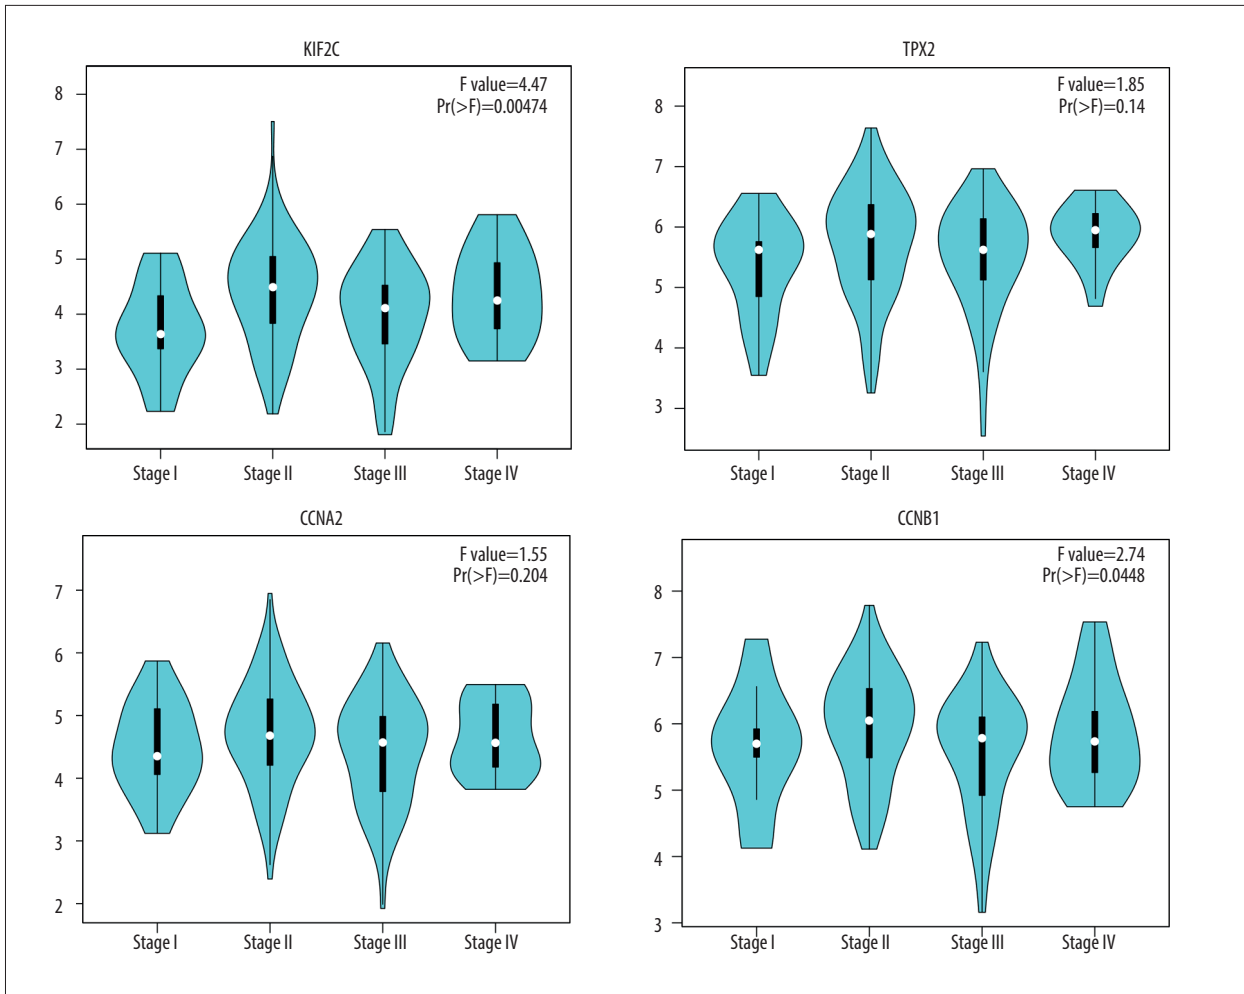 KIF2C
F value=4.47
Pr(>F)=0.00474
8
7
6
5
4
3
2
Stage I Stage II Stage III Stage IV
TPX2
F value=1.85
Pr(>F)=0.14
8
7
6
5
4
3
Stage I Stage II Stage III Stage IV
CCNA2
F value=1.55
Pr(>F)=0.204
7
6
5
4
3
2
Stage I Stage II Stage III Stage IV
CCNB1
F value=2.74
Pr(>F)=0.0448
8
7
6
5
4
3
Stage I Stage II Stage III Stage IV